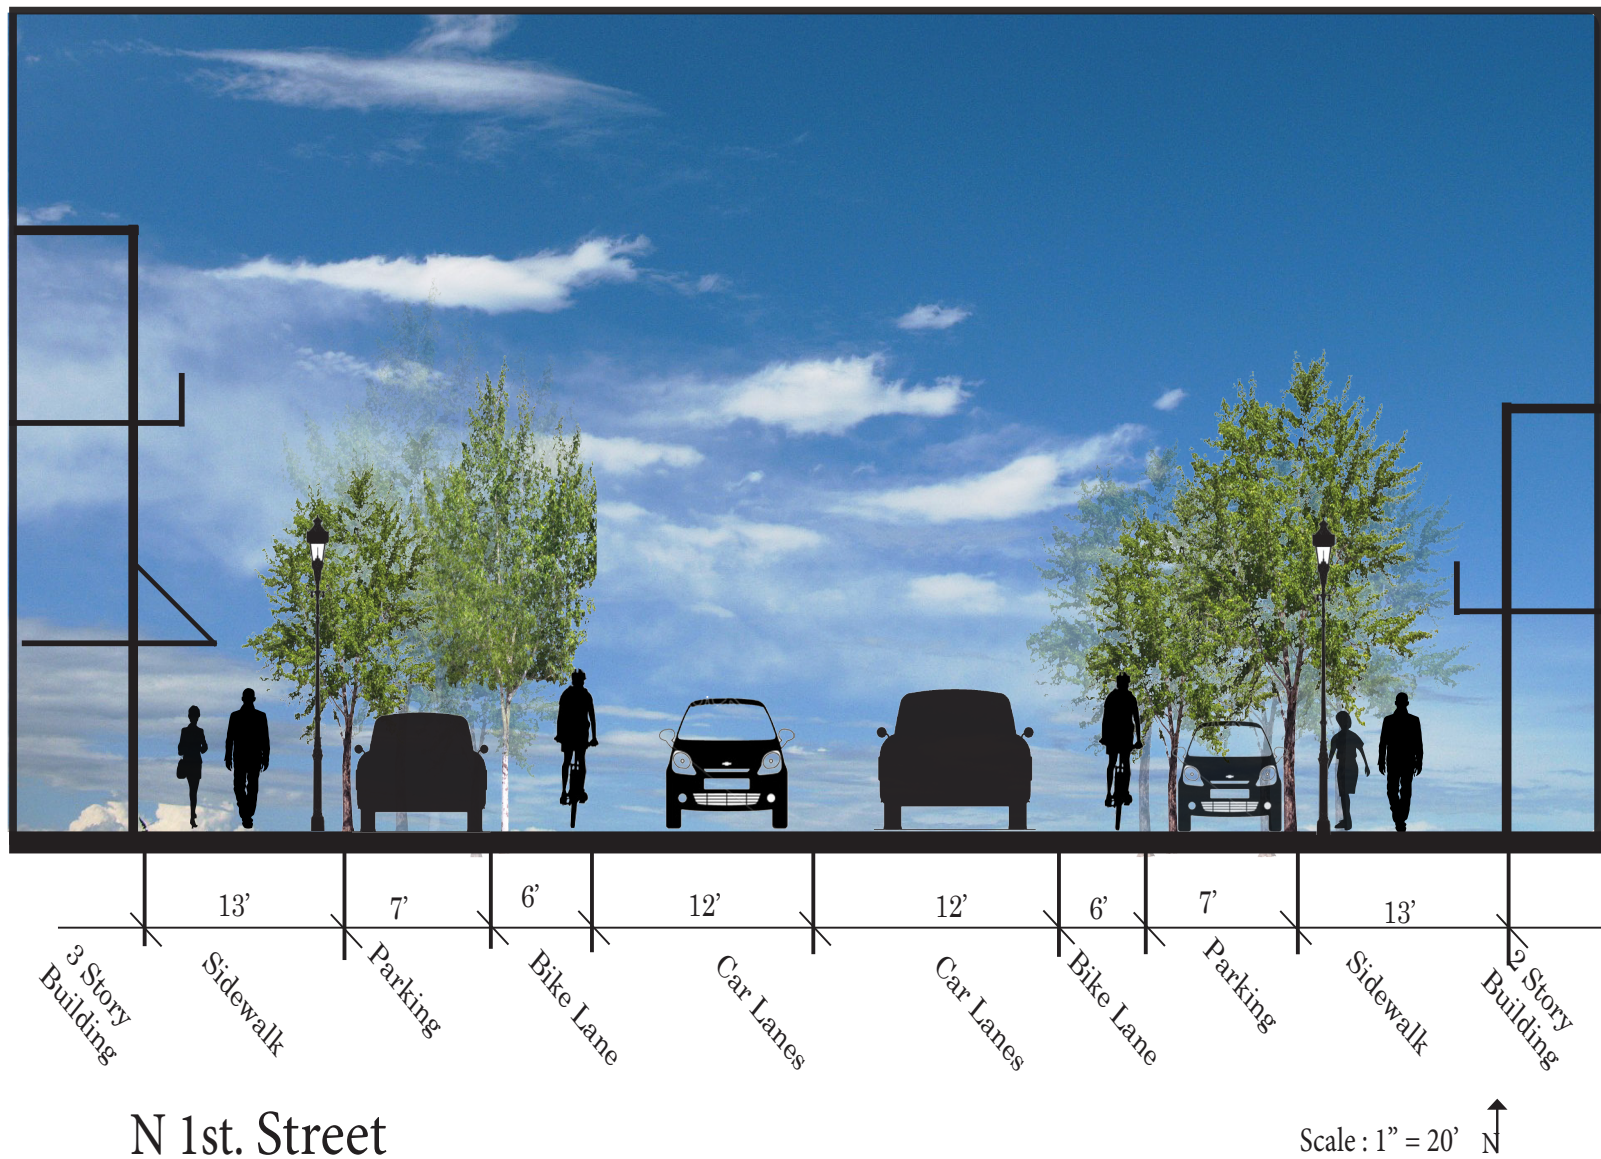 13’
7’
6’
12’
12’
6’
7’
13’
3 Story
Building
Sidewalk
Parking
Bike Lane
Car Lanes
Car Lanes
Bike Lane
Parking
Sidewalk
2 Story
Building
N 1st. Street
Scale : 1” = 20’
N